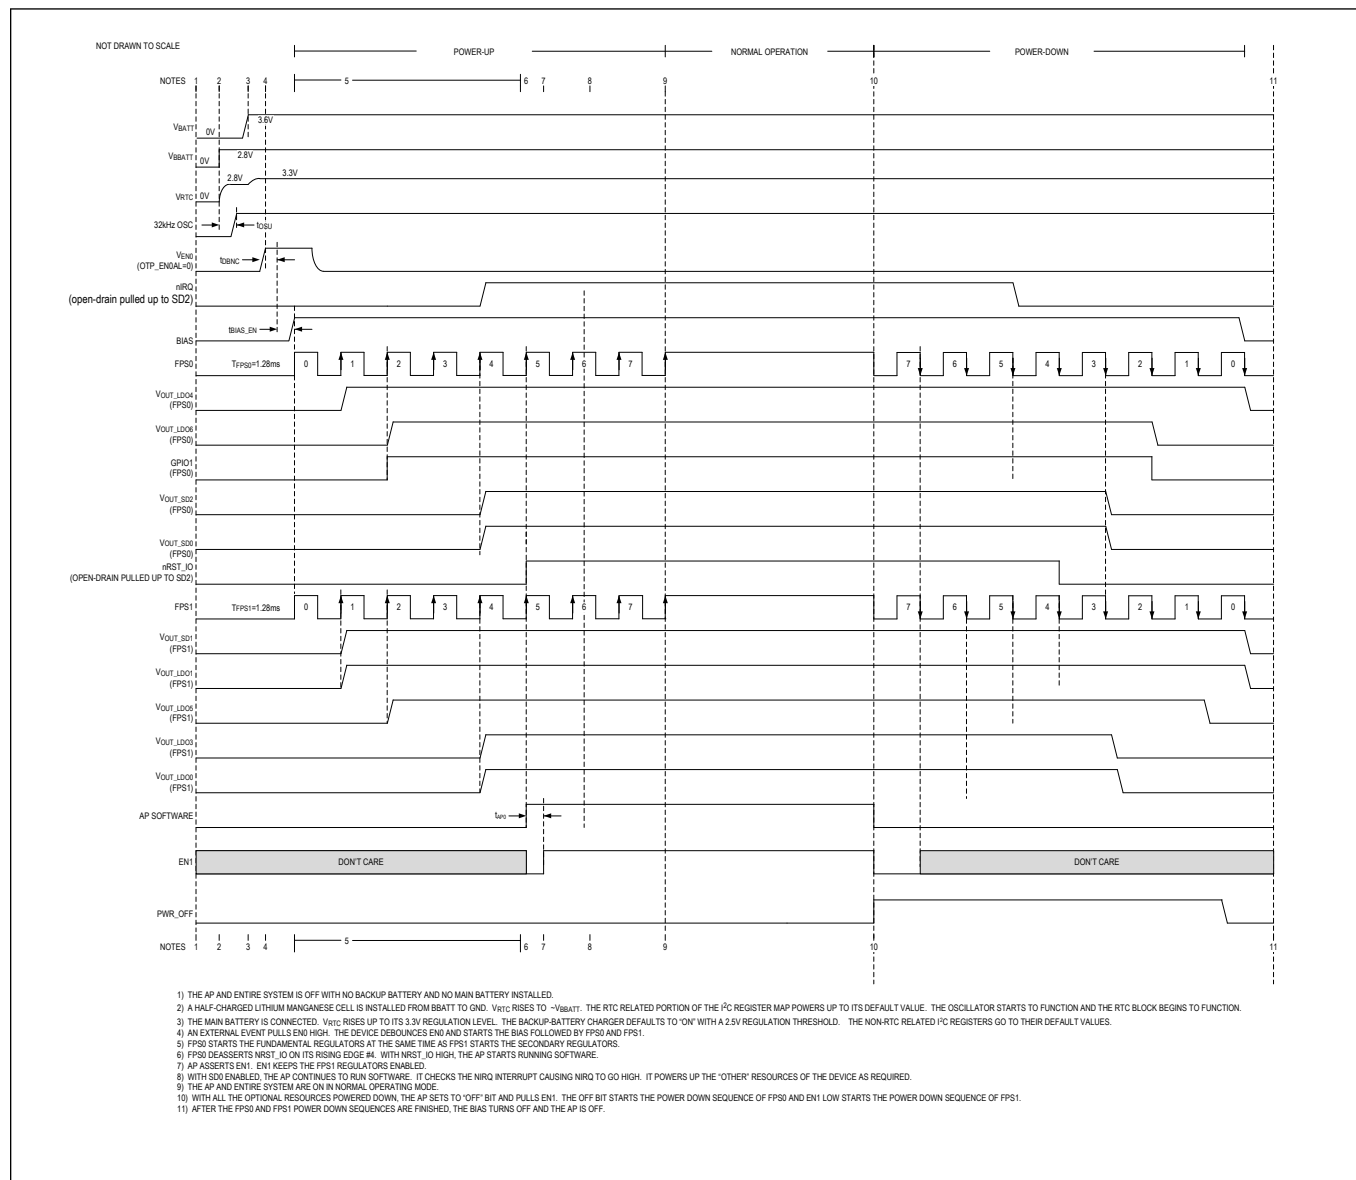 NOT DRAWN TO SCALE
POWER-UP NORMAL OPERATION POWER-DOWN
NOTES 1 2 3 4 5 6 7 8 9 10 11
VBATT 0V 3.6V
VBBATT 0V 2.8V
VRTC 0V 2.8V 3.3V
32kHz OSC tOSU
VEN0
(OTP_EN0AL=0)
tDBNC
nIRQ
(open-drain pulled up to SD2)
tBIAS_EN
BIAS
FPS0 TFPS0=1.28ms 0 1 2 3 4 5 6 7 7 6 5 4 3 2 1 0
VOUT_LDO4
(FPS0)
VOUT_LDO6
(FPS0)
GPIO1
(FPS0)
VOUT_SD2
(FPS0)
VOUT_SD0
(FPS0)
nRST_IO
(OPEN-DRAIN PULLED UP TO SD2)
FPS1 TFPS1=1.28ms 0 1 2 3 4 5 6 7 7 6 5 4 3 2 1 0
VOUT_SD1
(FPS1)
VOUT_LDO1
(FPS1)
VOUT_LDO5
(FPS1)
VOUT_LDO3
(FPS1)
VOUT_LDO0
(FPS1)
AP SOFTWARE tAP0
EN1 DON'T CARE DON'T CARE
PWR_OFF
NOTES 1 2 3 4 5 6 7 8 9 10 11
1) THE AP AND ENTIRE SYSTEM IS OFF WITH NO BACKUP BATTERY AND NO MAIN BATTERY INSTALLED.
2) A HALF-CHARGED LITHIUM MANGANESE CELL IS INSTALLED FROM BBATT TO GND. VRTC RISES TO ~VBBATT. THE RTC RELATED PORTION OF THE I2C REGISTER MAP POWERS UP TO ITS DEFAULT VALUE. THE OSCILLATOR STARTS TO FUNCTION AND THE RTC BLOCK BEGINS TO FUNCTION.
3) THE MAIN BATTERY IS CONNECTED. VRTC RISES UP TO ITS 3.3V REGULATION LEVEL. THE BACKUP-BATTERY CHARGER DEFAULTS TO "ON" WITH A 2.5V REGULATION THRESHOLD. THE NON-RTC RELATED I2C REGISTERS GO TO THEIR DEFAULT VALUES.
4) AN EXTERNAL EVENT PULLS EN0 HIGH. THE DEVICE DEBOUNCES EN0 AND STARTS THE BIAS FOLLOWED BY FPS0 AND FPS1.
5) FPS0 STARTS THE FUNDAMENTAL REGULATORS AT THE SAME TIME AS FPS1 STARTS THE SECONDARY REGULATORS.
6) FPS0 DEASSERTS NRST_IO ON ITS RISING EDGE #4. WITH NRST_IO HIGH, THE AP STARTS RUNNING SOFTWARE.
7) AP ASSERTS EN1. EN1 KEEPS THE FPS1 REGULATORS ENABLED.
8) WITH SD0 ENABLED, THE AP CONTINUES TO RUN SOFTWARE. IT CHECKS THE NIRQ INTERRUPT CAUSING NIRQ TO GO HIGH. IT POWERS UP THE "OTHER" RESOURCES OF THE DEVICE AS REQUIRED.
9) THE AP AND ENTIRE SYSTEM ARE ON IN NORMAL OPERATING MODE.
10) WITH ALL THE OPTIONAL RESOURCES POWERED DOWN, THE AP SETS TO "OFF" BIT AND PULLS EN1. THE OFF BIT STARTS THE POWER DOWN SEQUENCE OF FPS0 AND EN1 LOW STARTS THE POWER DOWN SEQUENCE OF FPS1.
11) AFTER THE FPS0 AND FPS1 POWER DOWN SEQUENCES ARE FINISHED, THE BIAS TURNS OFF AND THE AP IS OFF.